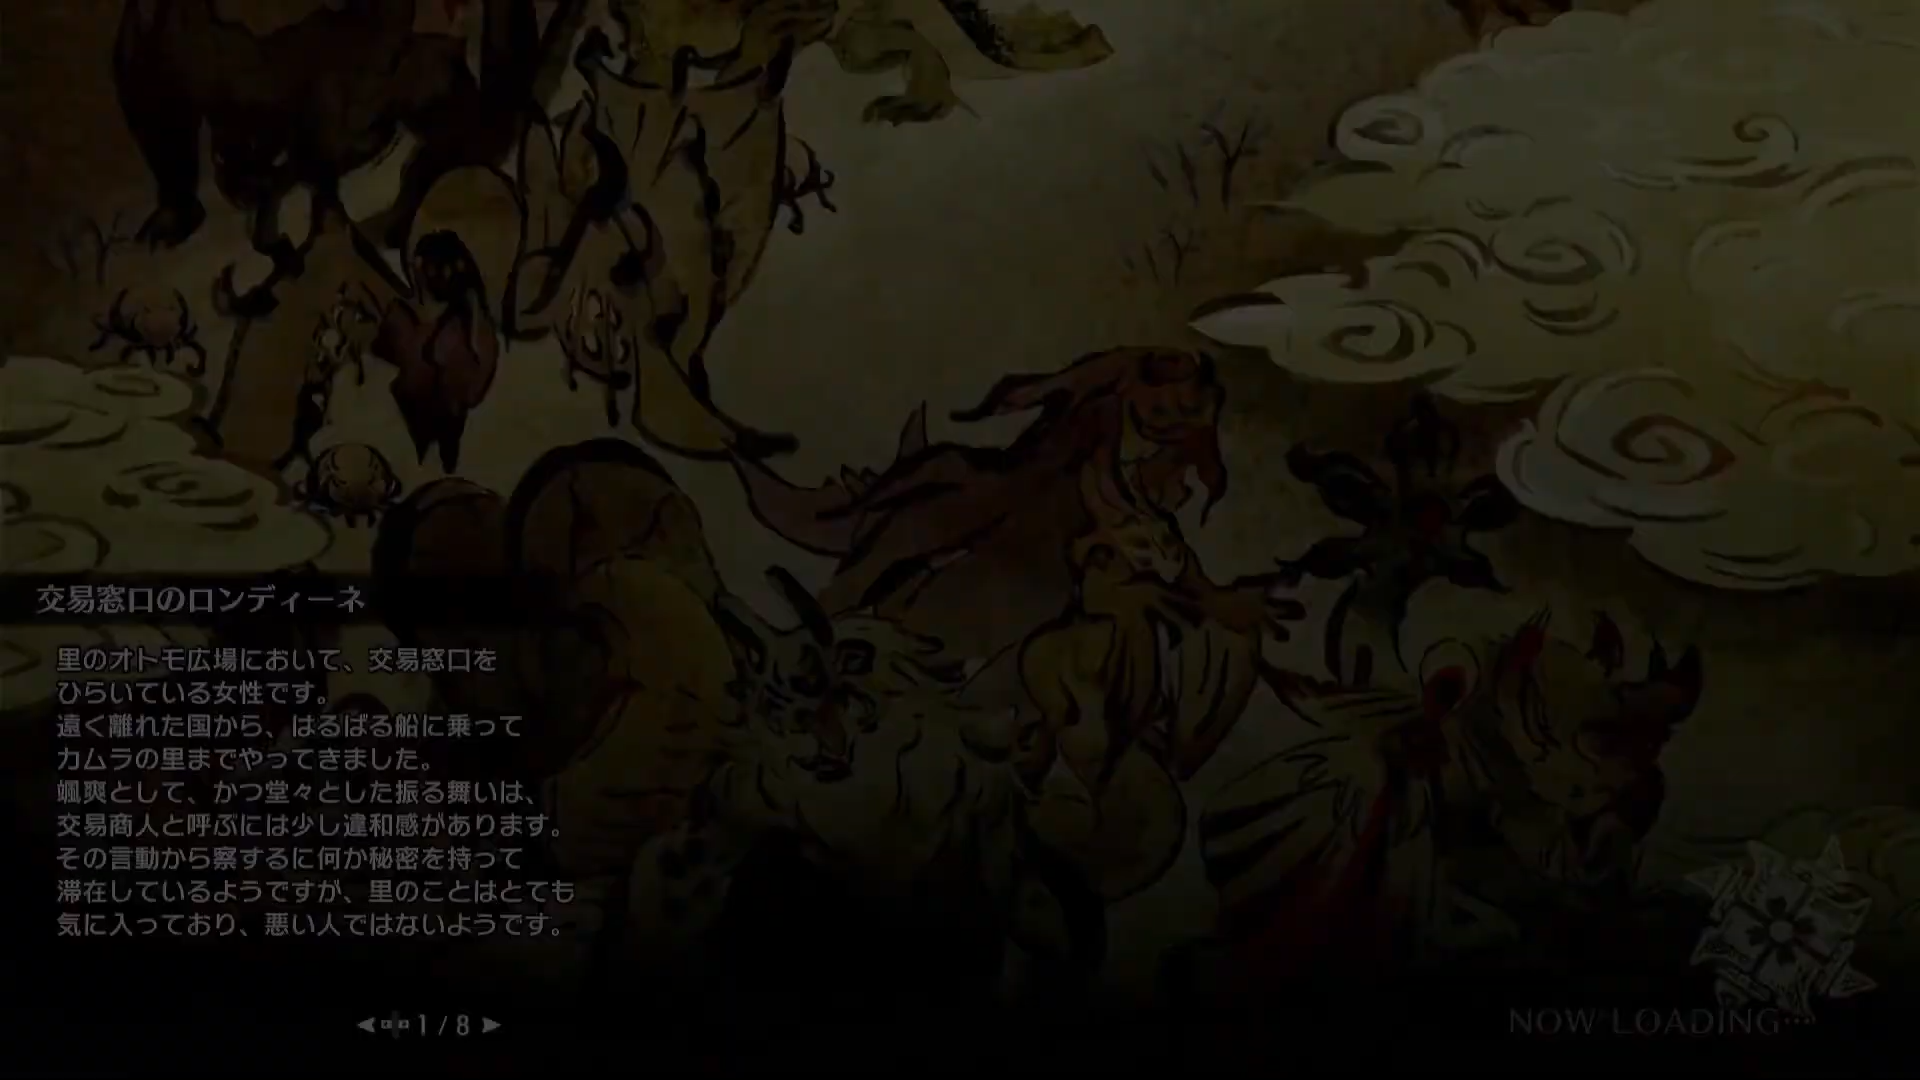 交易窓口のロンディーネ
里のオトモ広場において、交易窓口を
ひらいている女性です。
遠く離れた国から、はるばる船に乗って
カムラの里までやってきました。
颯爽として、かつ堂々とした振る舞いは、
交易商人と呼ぶには少し違和感があります。
その言動から察するに何か秘密を持って
滞在しているようですが、里のことはとても
気に入っており、悪い人ではないようです。
1 / 8
NOW LOADING…